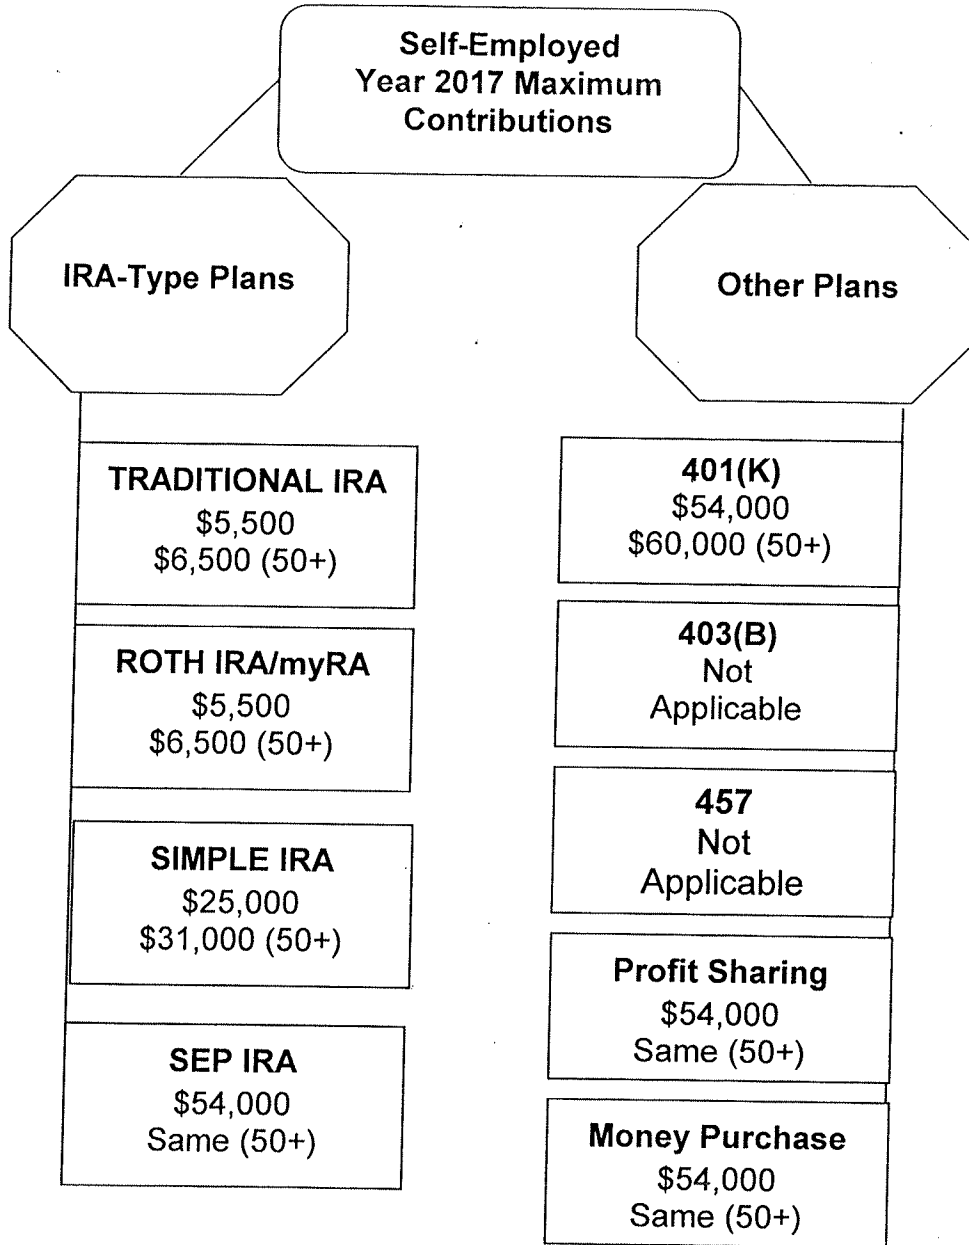 Self-Employed
Year 2017 Maximum
Contributions
IRA-Type Plans
Other Plans
TRADITIONAL IRA
$5,500
$6,500 (50+)
ROTH IRA/myRA
$5,500
$6,500 (50+)
SIMPLE IRA
$25,000
$31,000 (50+)
SEP IRA
$54,000
Same (50+)
401(K)
$54,000
$60,000 (50+)
403(B)
Not
Applicable
457
Not
Applicable
Profit Sharing
$54,000
Same (50+)
Money Purchase
$54,000
Same (50+)